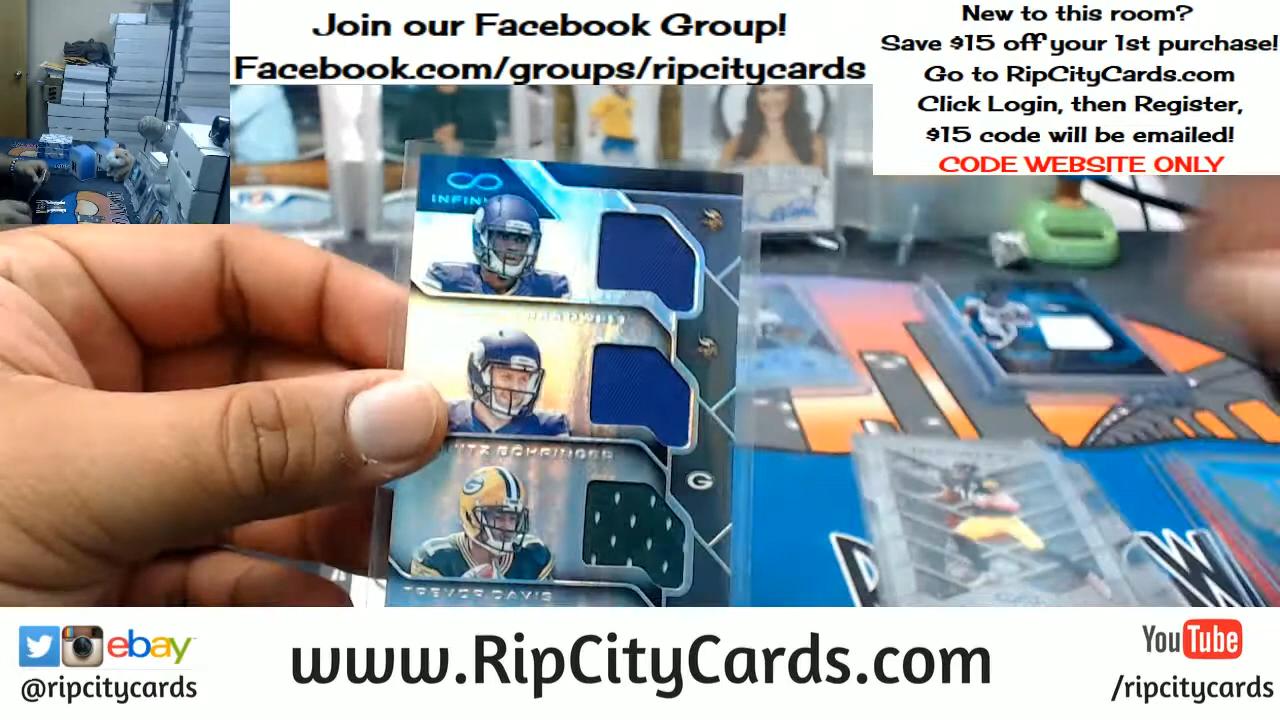 Join our Facebook Group!
Facebook.com/groups/ripcitycards
New to this room?
Save $15 off your 1st purchase!
Go to RipCityCards.com
Click Login, then Register,
$15 code will be emailed!
CODE WEBSITE ONLY
TREVOR DAVIS
G
ebay
@ripcitycards
www.RipCityCards.com
YouTube
/ripcitycards